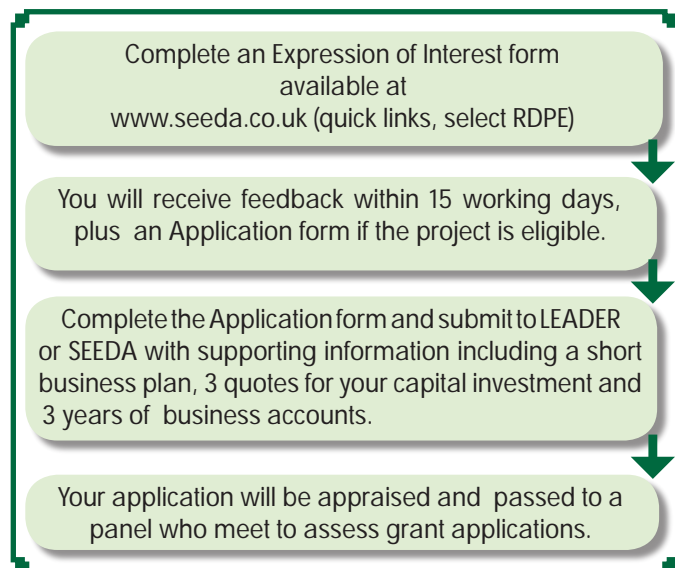 Complete an Expression of Interest form
available at
www.seeda.co.uk (quick links, select RDPE)
You will receive feedback within 15 working days,
plus an Application form if the project is eligible.
Complete the Application form and submit to LEADER
or SEEDA with supporting information including a short
business plan, 3 quotes for your capital investment and
3 years of business accounts.
Your application will be appraised and passed to a
panel who meet to assess grant applications.